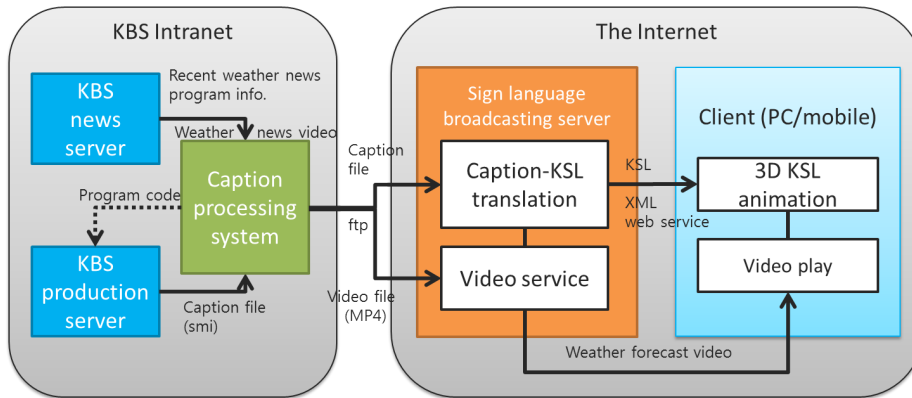 KBS Intranet
KBS
news
server
Recent weather news
program info.
Weather news video
Caption
processing
system
Program code
KBS
production
server
Caption file
(smi)
Caption
file
ftp
Video file
(MP4)
The Internet
Sign language
broadcasting server
Caption-KSL
translation
Video service
KSL
XML
web service
Client (PC/mobile)
3D KSL
animation
Video play
Weather forecast video